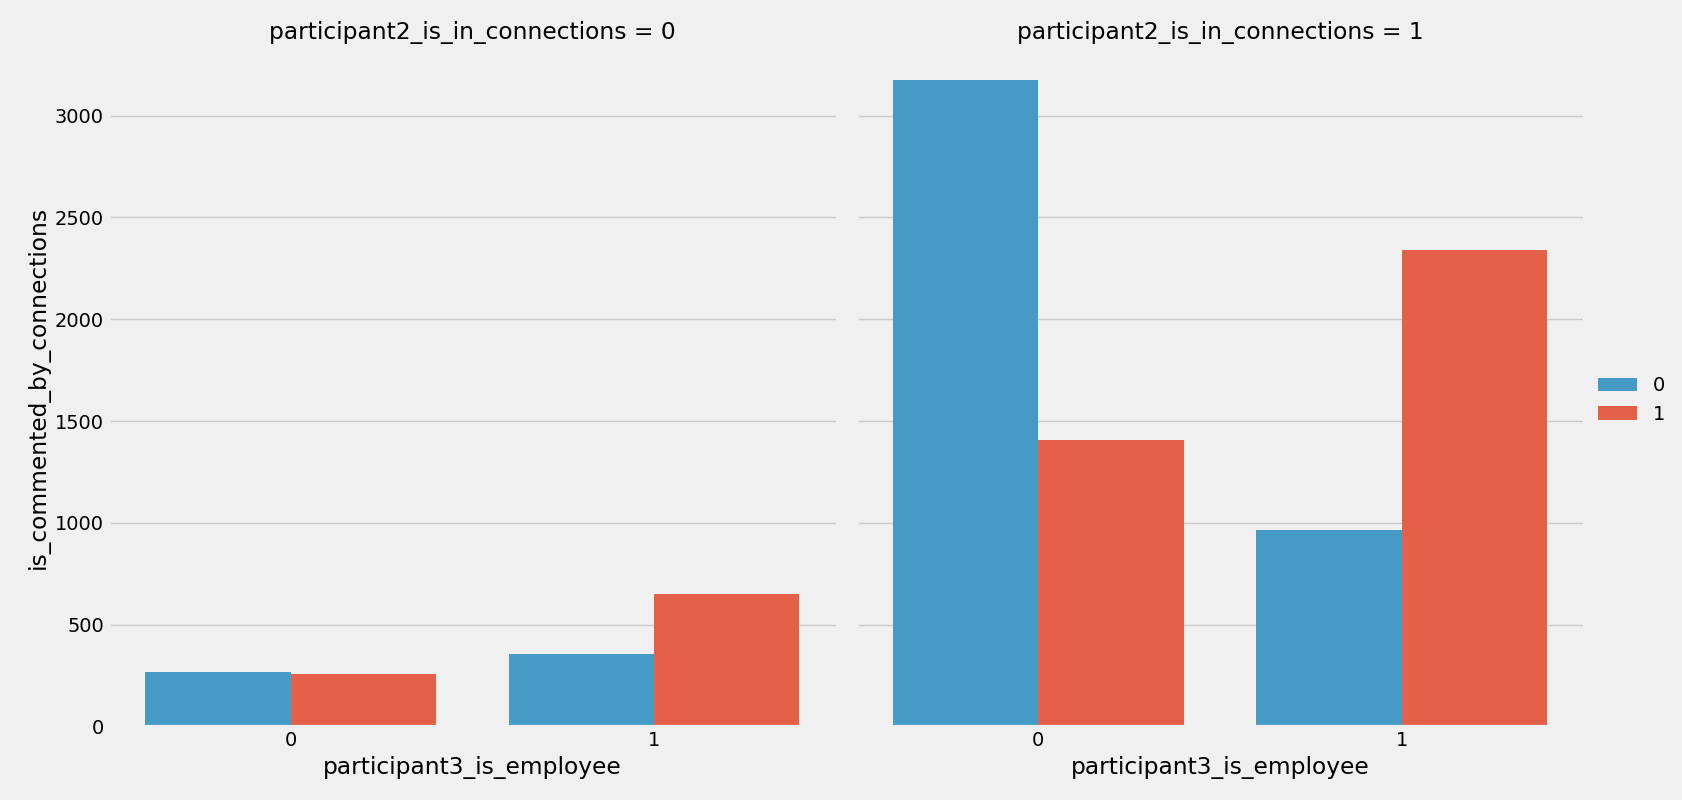 participant2_is_in_connections = 0
participant2_is_in_connections = 1
is_commented_by_connections
3000
2500
2000
1500
1000
500
0
0 1
0 1
participant3_is_employee
participant3_is_employee
0
1